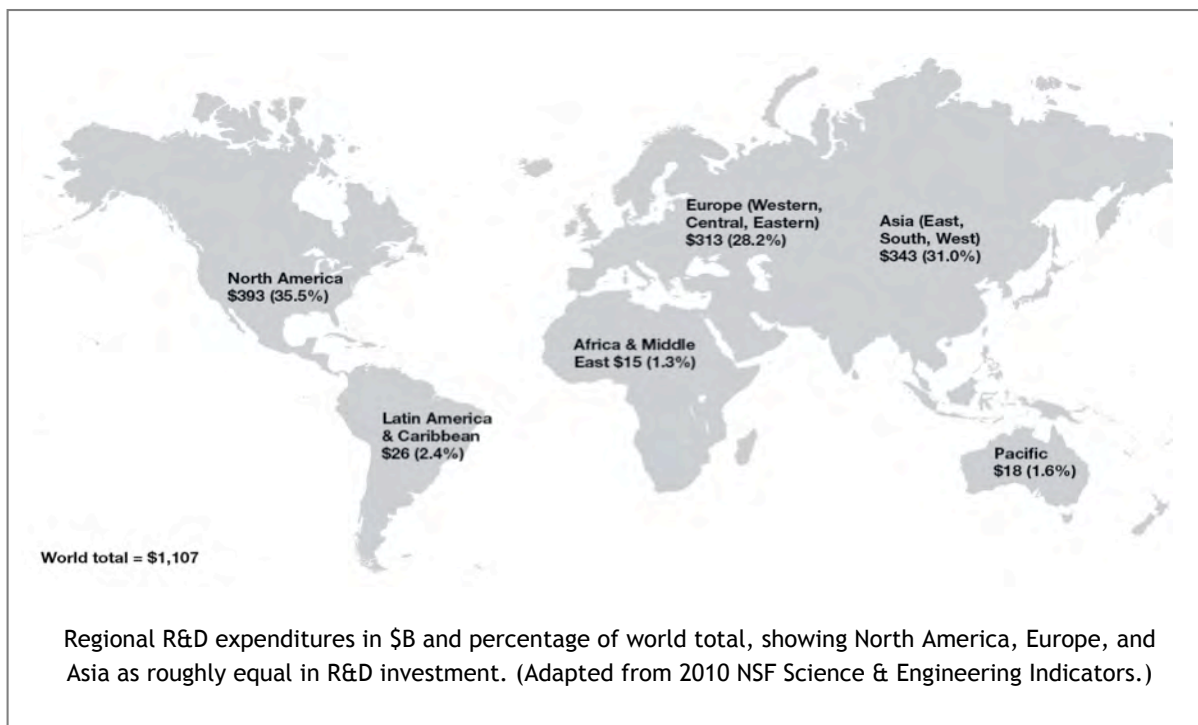 North America
$393 (35.5%)
Europe (Western,
Central, Eastern)
$313 (28.2%)
Asia (East,
South, West)
$343 (31.0%)
Africa & Middle
East $15 (1.3%)
Latin America
& Caribbean
$26 (2.4%)
Pacific
$18 (1.6%)
World total = $1,107
Regional R&D expenditures in $B and percentage of world total, showing North America, Europe, and
Asia as roughly equal in R&D investment. (Adapted from 2010 NSF Science & Engineering Indicators.)